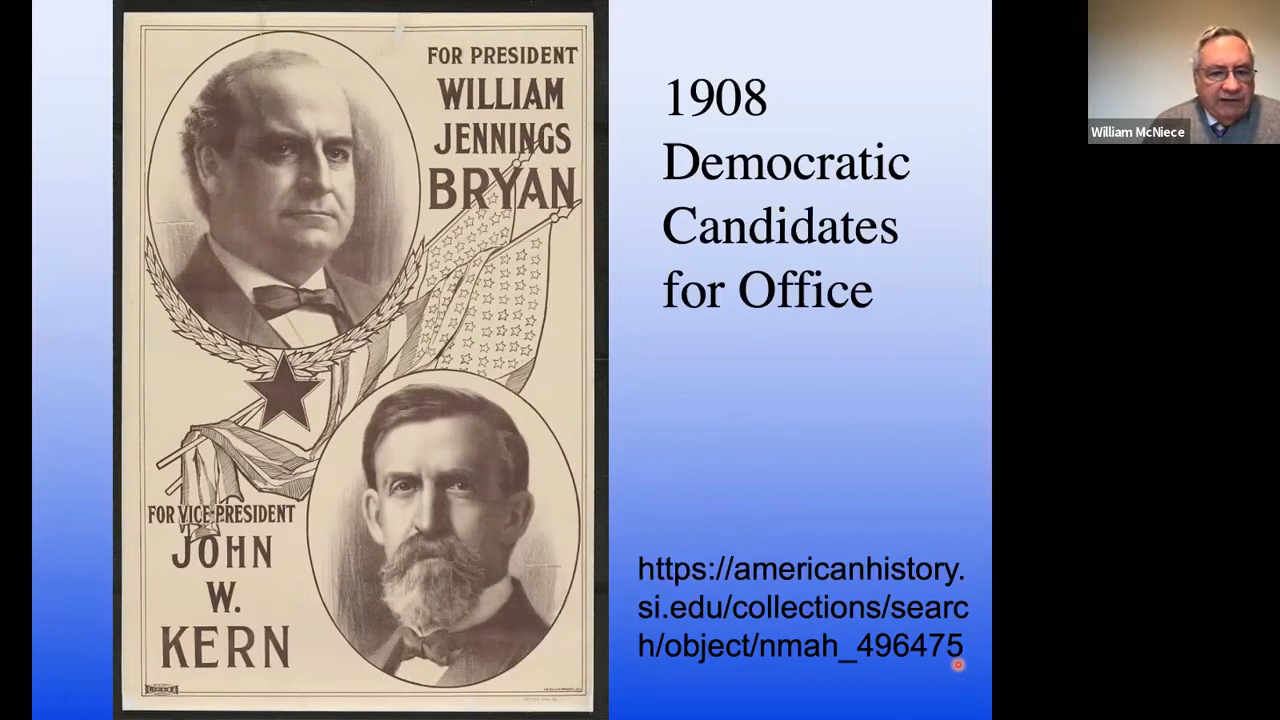 FOR PRESIDENT
WILLIAM
JENNINGS
BRYAN
FOR VICE-PRESIDENT
JOHN
W.
KERN
1908
Democratic
Candidates
for Office
https://americanhistory.
si.edu/collections/searc
h/object/nmah_496475
William McNiece